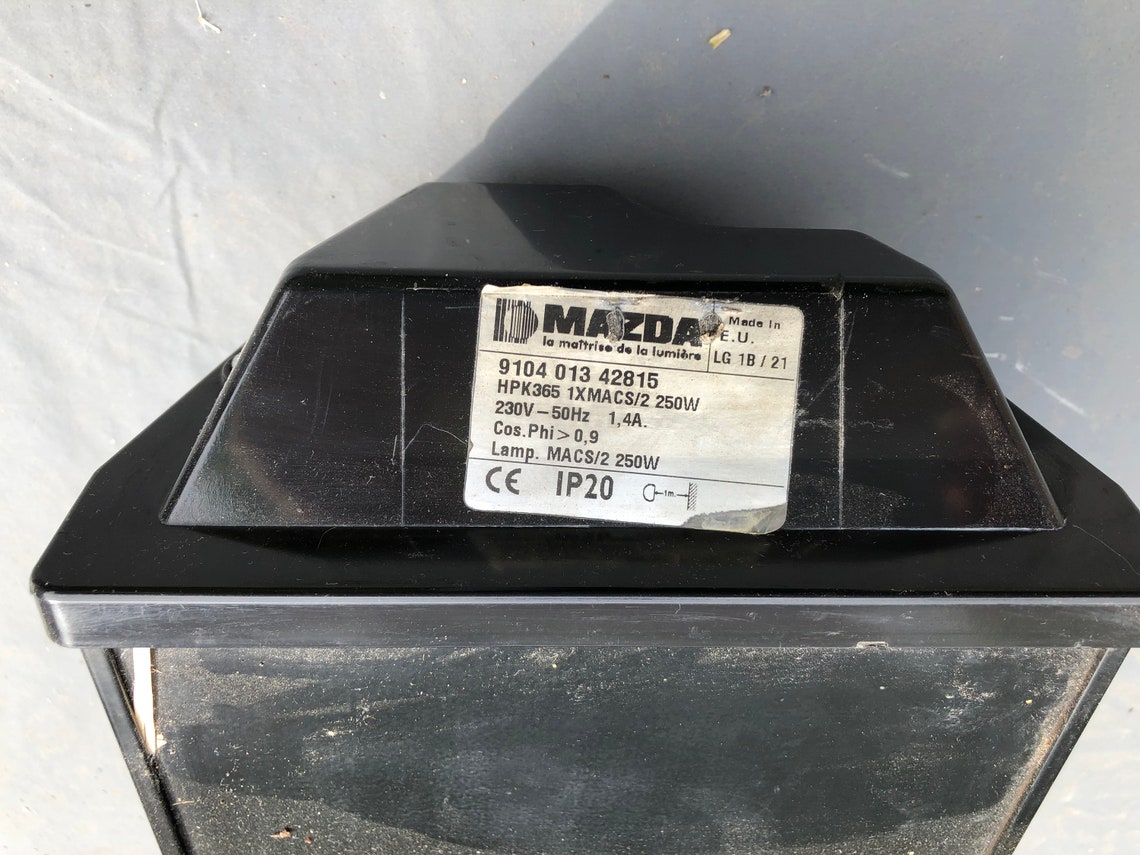 MAZDA
la maîtrise de la lumière
Made in
E.U.
LG 1B / 21
9104 013 42815
HPK365 1XMACS/2 250W
230V – 50Hz 1,4A.
Cos.Phi > 0,9
Lamp. MACS/2 250W
CE IP20 1m.